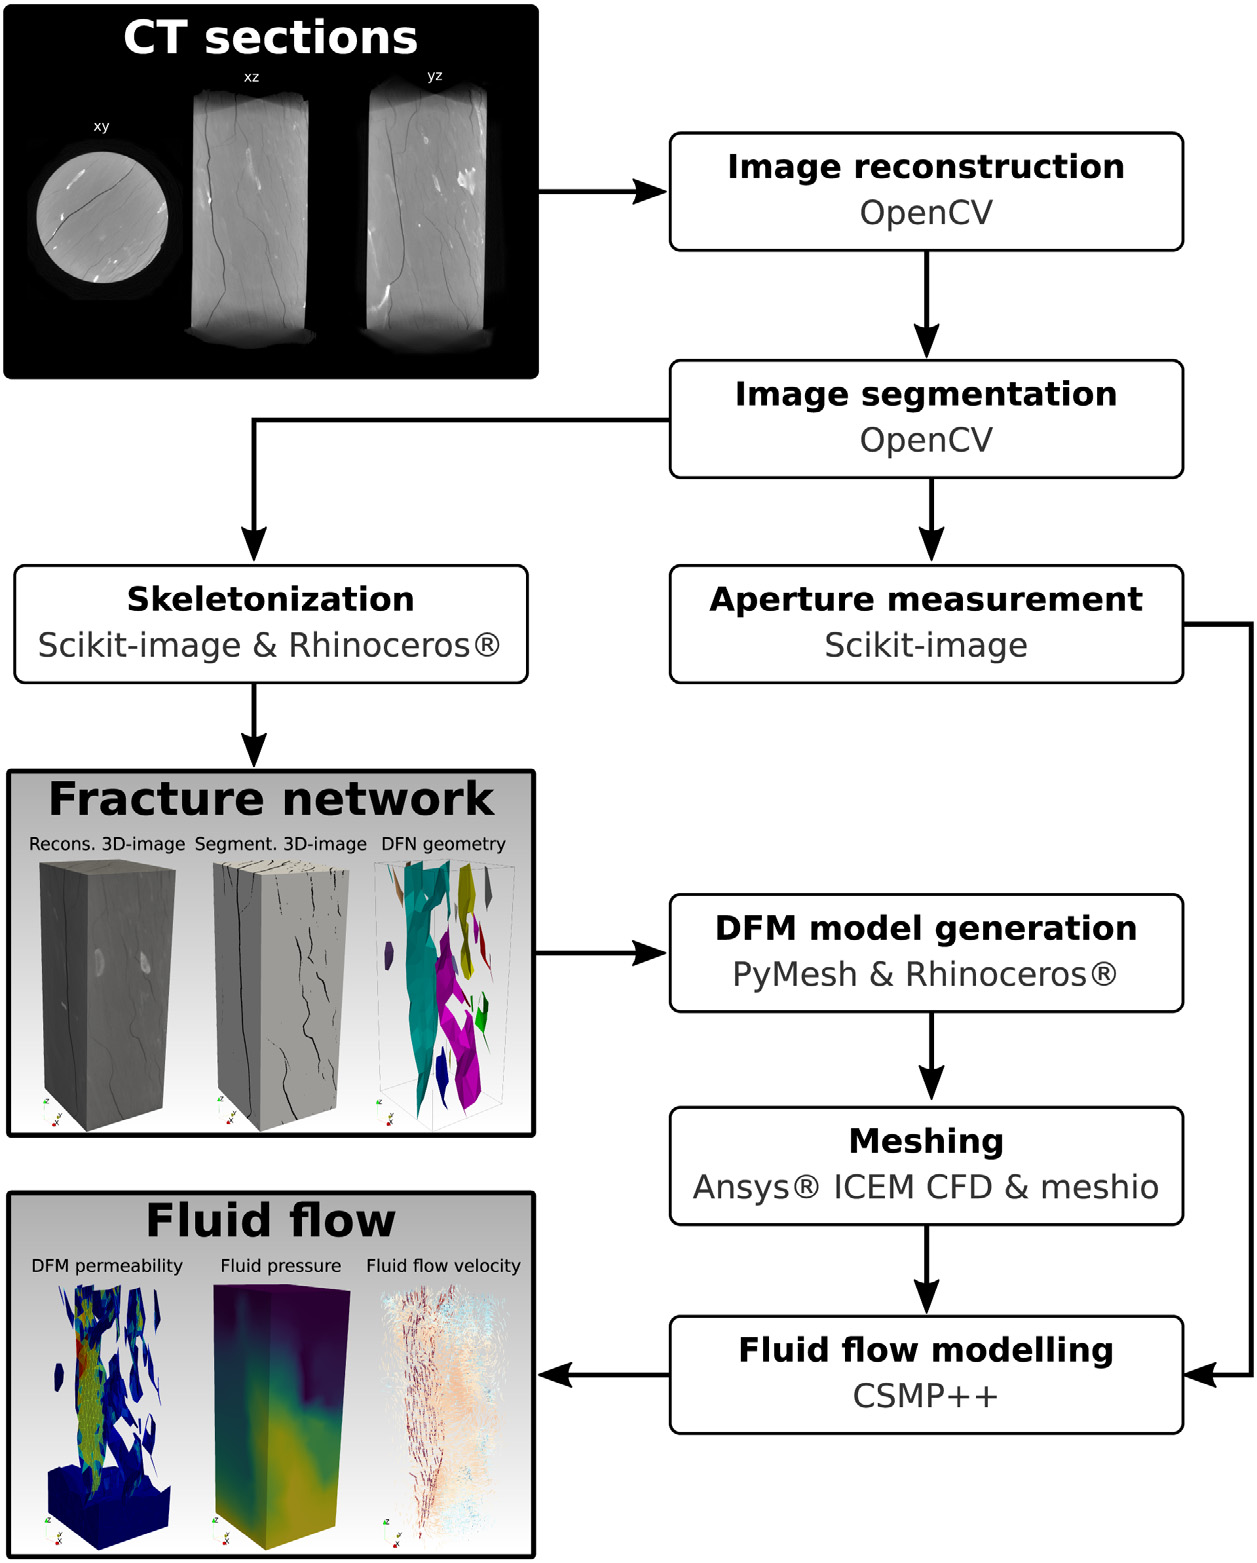 CT sections
xy
xz
yz
Image reconstruction
OpenCV
Image segmentation
OpenCV
Skeletonization
Scikit-image & Rhinoceros®
Aperture measurement
Scikit-image
Fracture network
Recons. 3D-image
Segment. 3D-image
DFN geometry
DFM model generation
PyMesh & Rhinoceros®
Meshing
Ansys® ICEM CFD & meshio
Fluid flow modelling
CSMP++
Fluid flow
DFM permeability
Fluid pressure
Fluid flow velocity